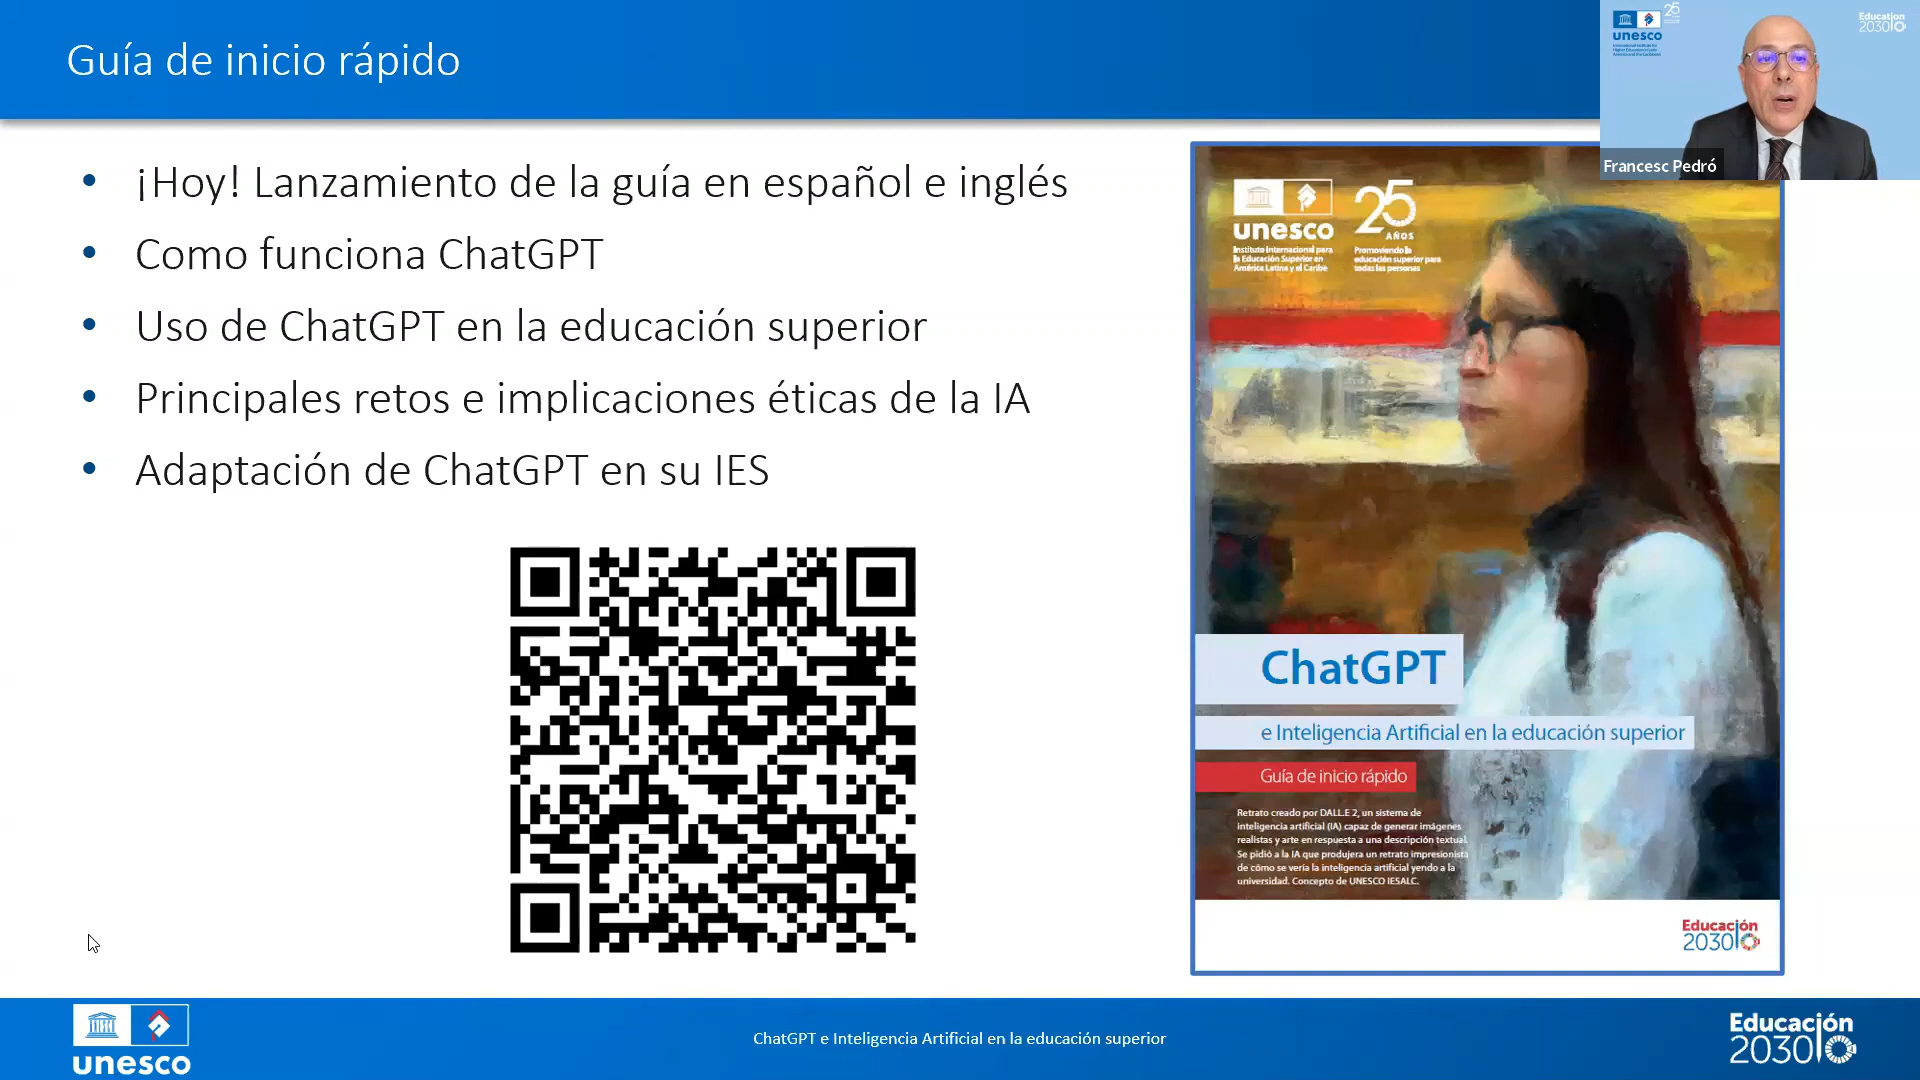 Guía de inicio rápido
unesco
Education
2030
Francesc Pedró
• ¡Hoy! Lanzamiento de la guía en español e inglés
• Como funciona ChatGPT
• Uso de ChatGPT en la educación superior
• Principales retos e implicaciones éticas de la IA
• Adaptación de ChatGPT en su IES
unesco
Instituto Internacional para
la Educación Superior en
América Latina y el Caribe
25
AÑOS
Promoviendo la
educación superior para
todas las personas
ChatGPT
e Inteligencia Artificial en la educación superior
Guía de inicio rápido
Retrato creado por DALL.E 2, un sistema de
inteligencia artificial (IA) capaz de generar imágenes
realistas y arte en respuesta a una descripción textual.
Se pidió a la IA que produjera un retrato impresionista
de cómo se vería la inteligencia artificial yendo a la
universidad. Concepto de UNESCO IESALC.
Educación
2030
unesco
ChatGPT e Inteligencia Artificial en la educación superior
Educación
2030